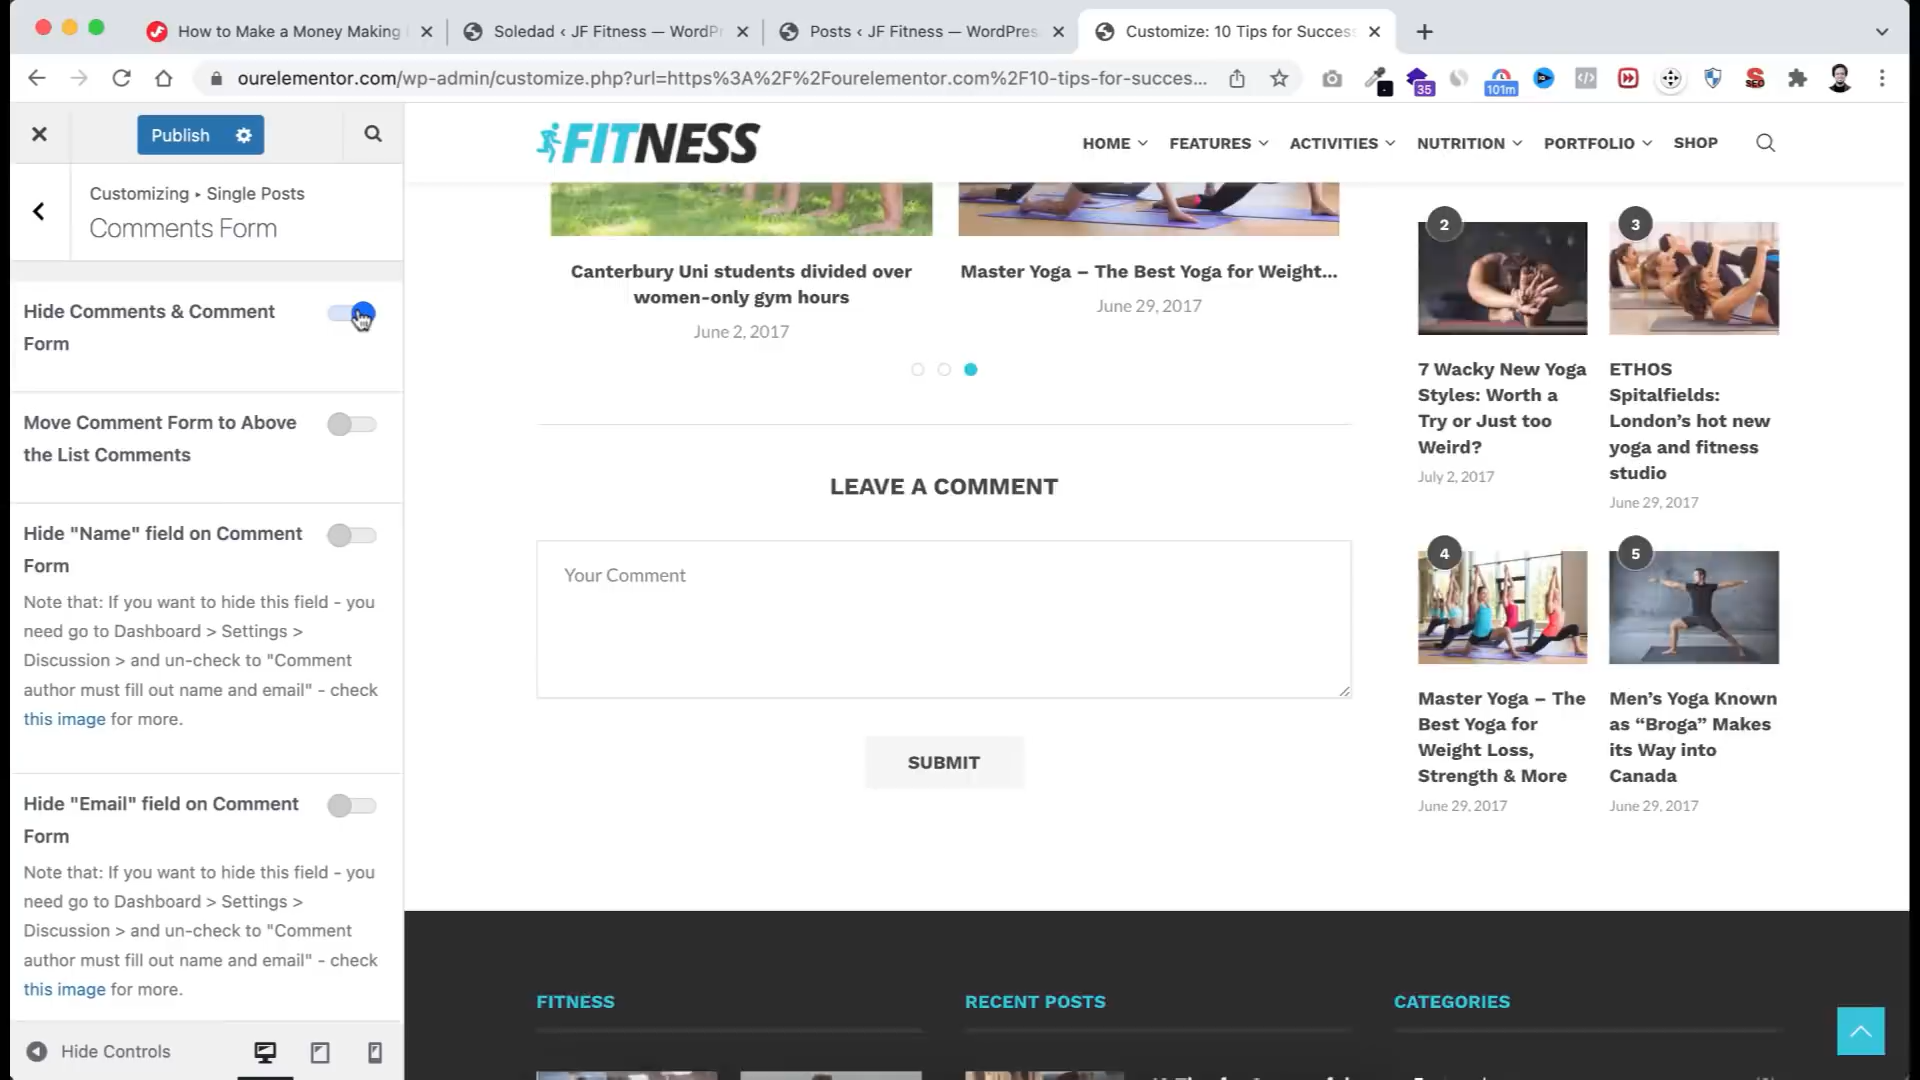 How to Make a Money Making
Soledad ‹ JF Fitness — WordPr
Posts ‹ JF Fitness — WordPres
Customize: 10 Tips for Succes
ourelementor.com/wp-admin/customize.php?url=https%3A%2F%2Fourelementor.com%2F10-tips-for-succes...
35
101m
SEO
Publish
Customizing ▸ Single Posts
Comments Form
Hide Comments & Comment
Form
Move Comment Form to Above
the List Comments
Hide "Name" field on Comment
Form
Note that: If you want to hide this field - you
need go to Dashboard > Settings >
Discussion > and un-check to "Comment
author must fill out name and email" - check
this image for more.
Hide "Email" field on Comment
Form
Note that: If you want to hide this field - you
need go to Dashboard > Settings >
Discussion > and un-check to "Comment
author must fill out name and email" - check
this image for more.
Hide Controls
FITNESS
HOME
FEATURES
ACTIVITIES
NUTRITION
PORTFOLIO
SHOP
Canterbury Uni students divided over
women-only gym hours
June 2, 2017
Master Yoga – The Best Yoga for Weight...
June 29, 2017
LEAVE A COMMENT
Your Comment
SUBMIT
2
7 Wacky New Yoga
Styles: Worth a
Try or Just too
Weird?
July 2, 2017
3
ETHOS
Spitalfields:
London's hot new
yoga and fitness
studio
June 29, 2017
4
Master Yoga – The
Best Yoga for
Weight Loss,
Strength & More
June 29, 2017
5
Men's Yoga Known
as “Broga” Makes
its Way into
Canada
June 29, 2017
FITNESS
RECENT POSTS
CATEGORIES